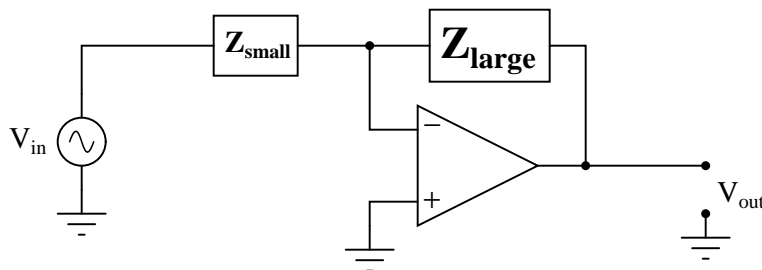 Z_small
Z_large
−
V_in
+
V_out